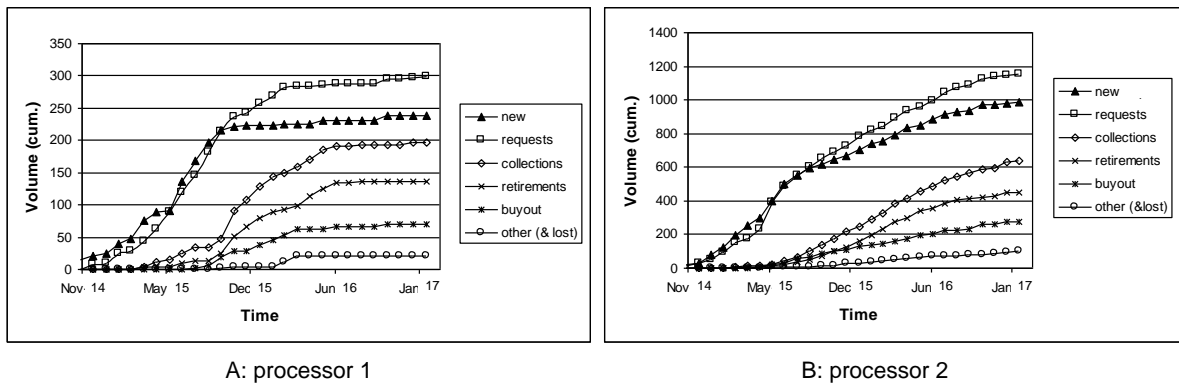 350
300
250
200
150
100
50
0
Volume (cum.)
Nov- 14
May 15
Dec 15
Jun 16
Jan 17
Time
new
requests
collections
retirements
buyout
other (& lost)
A: processor 1
1400
1200
1000
800
600
400
200
0
Volume (cum.)
Nov- 14
May 15
Dec 15
Jun 16
Jan 17
Time
new
requests
collections
retirements
buyout
other (&lost)
B: processor 2